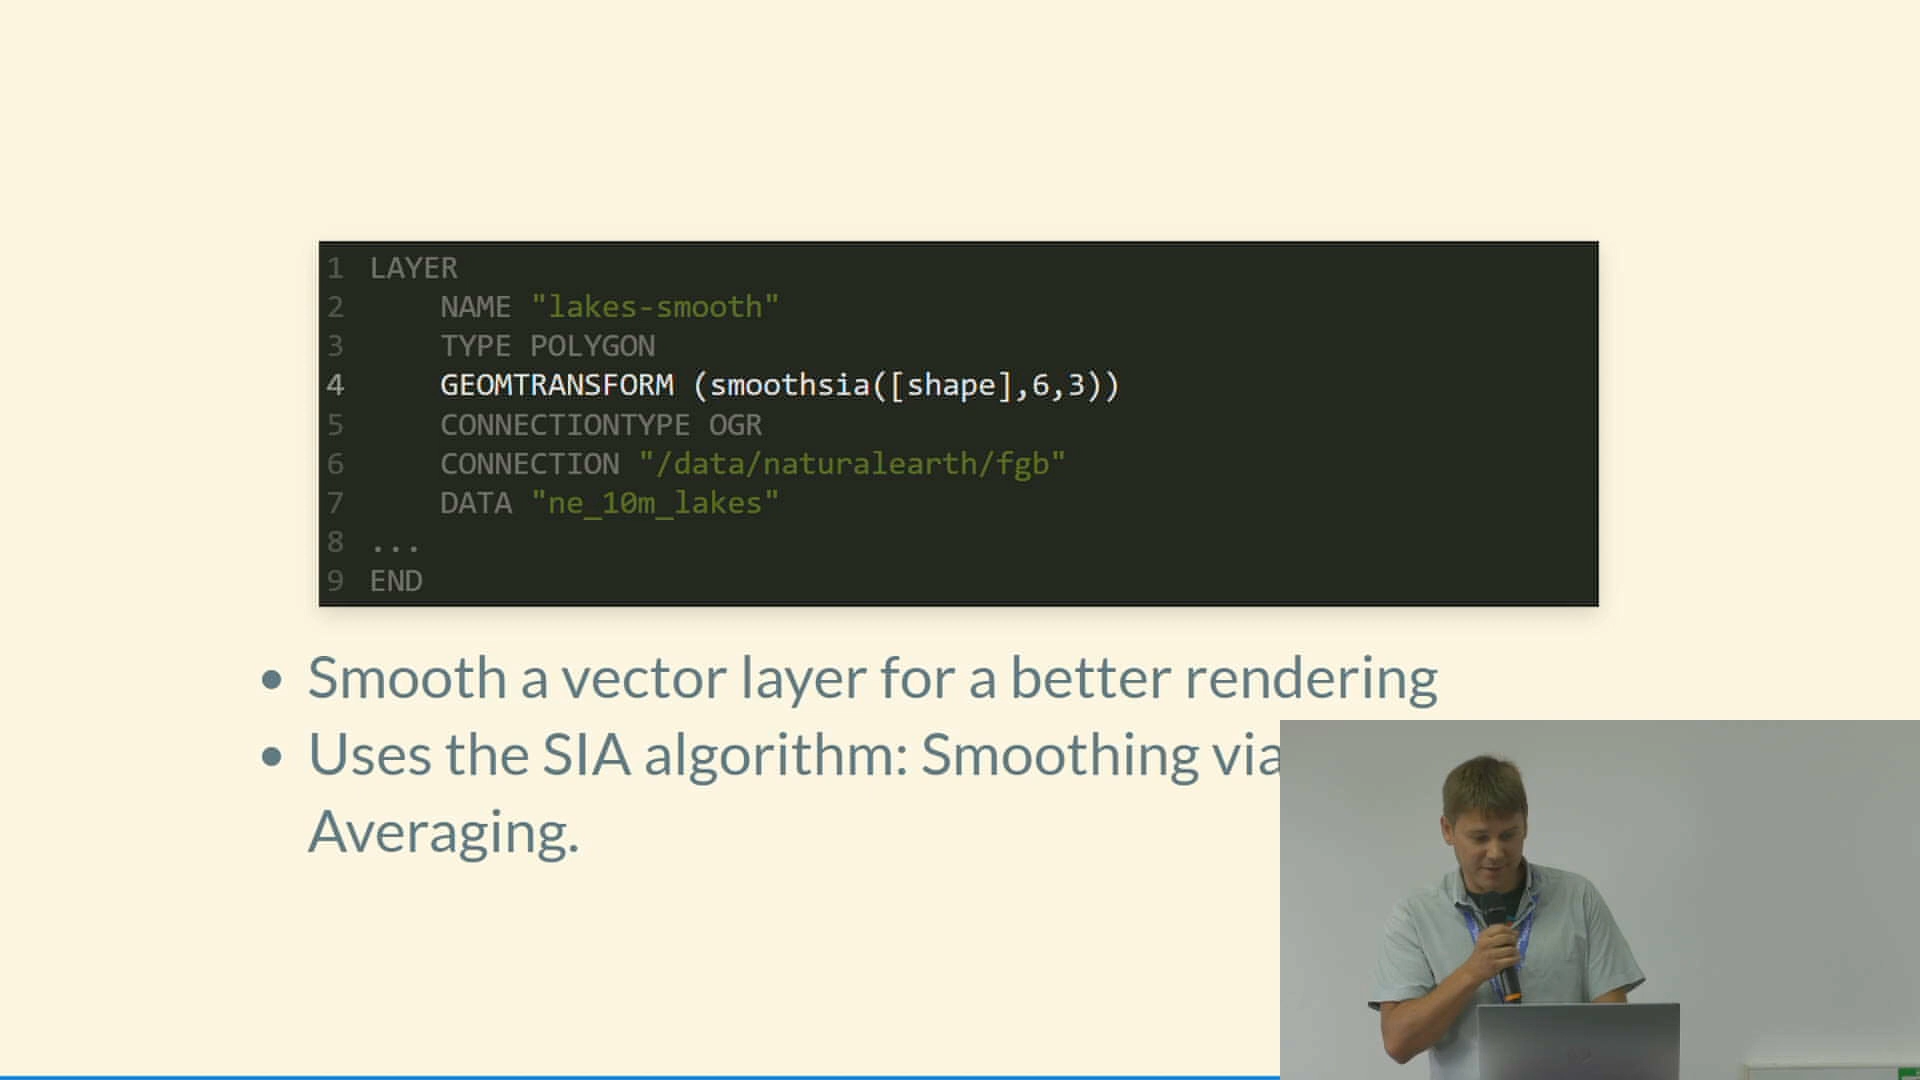 1 LAYER
2 NAME "lakes-smooth"
3 TYPE POLYGON
4 GEOMTRANSFORM (smoothsia([shape],6,3))
5 CONNECTIONTYPE OGR
6 CONNECTION "/data/naturalearth/fgb"
7 DATA "ne_10m_lakes"
8 ...
9 END
• Smooth a vector layer for a better rendering
• Uses the SIA algorithm: Smoothing via
Averaging.